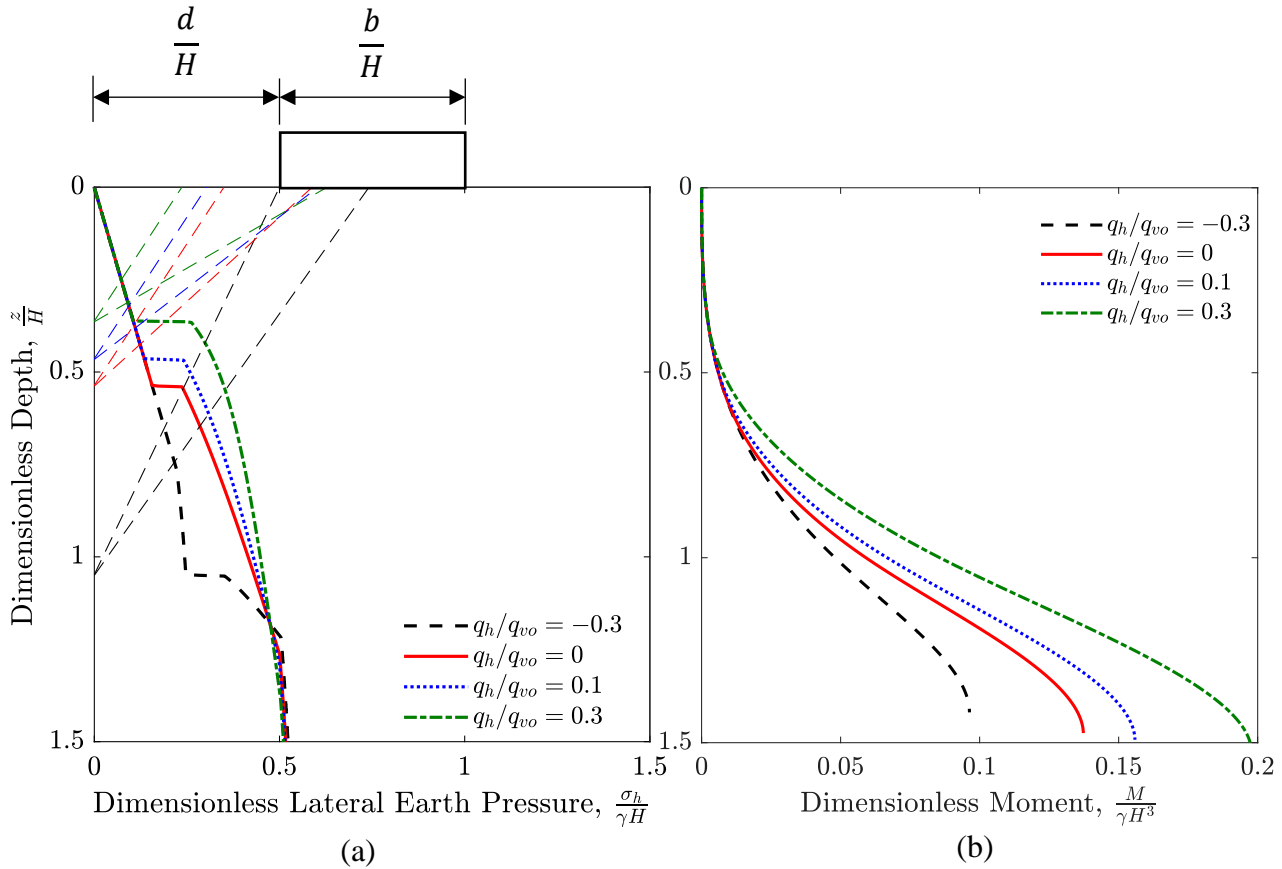 d/H
b/H
0
0.5
1
1.5
Dimensionless Depth, z/H
q_h/q_vo = −0.3
q_h/q_vo = 0
q_h/q_vo = 0.1
q_h/q_vo = 0.3
0 0.5 1 1.5
Dimensionless Lateral Earth Pressure, σ_h/γH
(a)
0
0.5
1
1.5
q_h/q_vo = −0.3
q_h/q_vo = 0
q_h/q_vo = 0.1
q_h/q_vo = 0.3
0 0.05 0.1 0.15 0.2
Dimensionless Moment, M/γH³
(b)